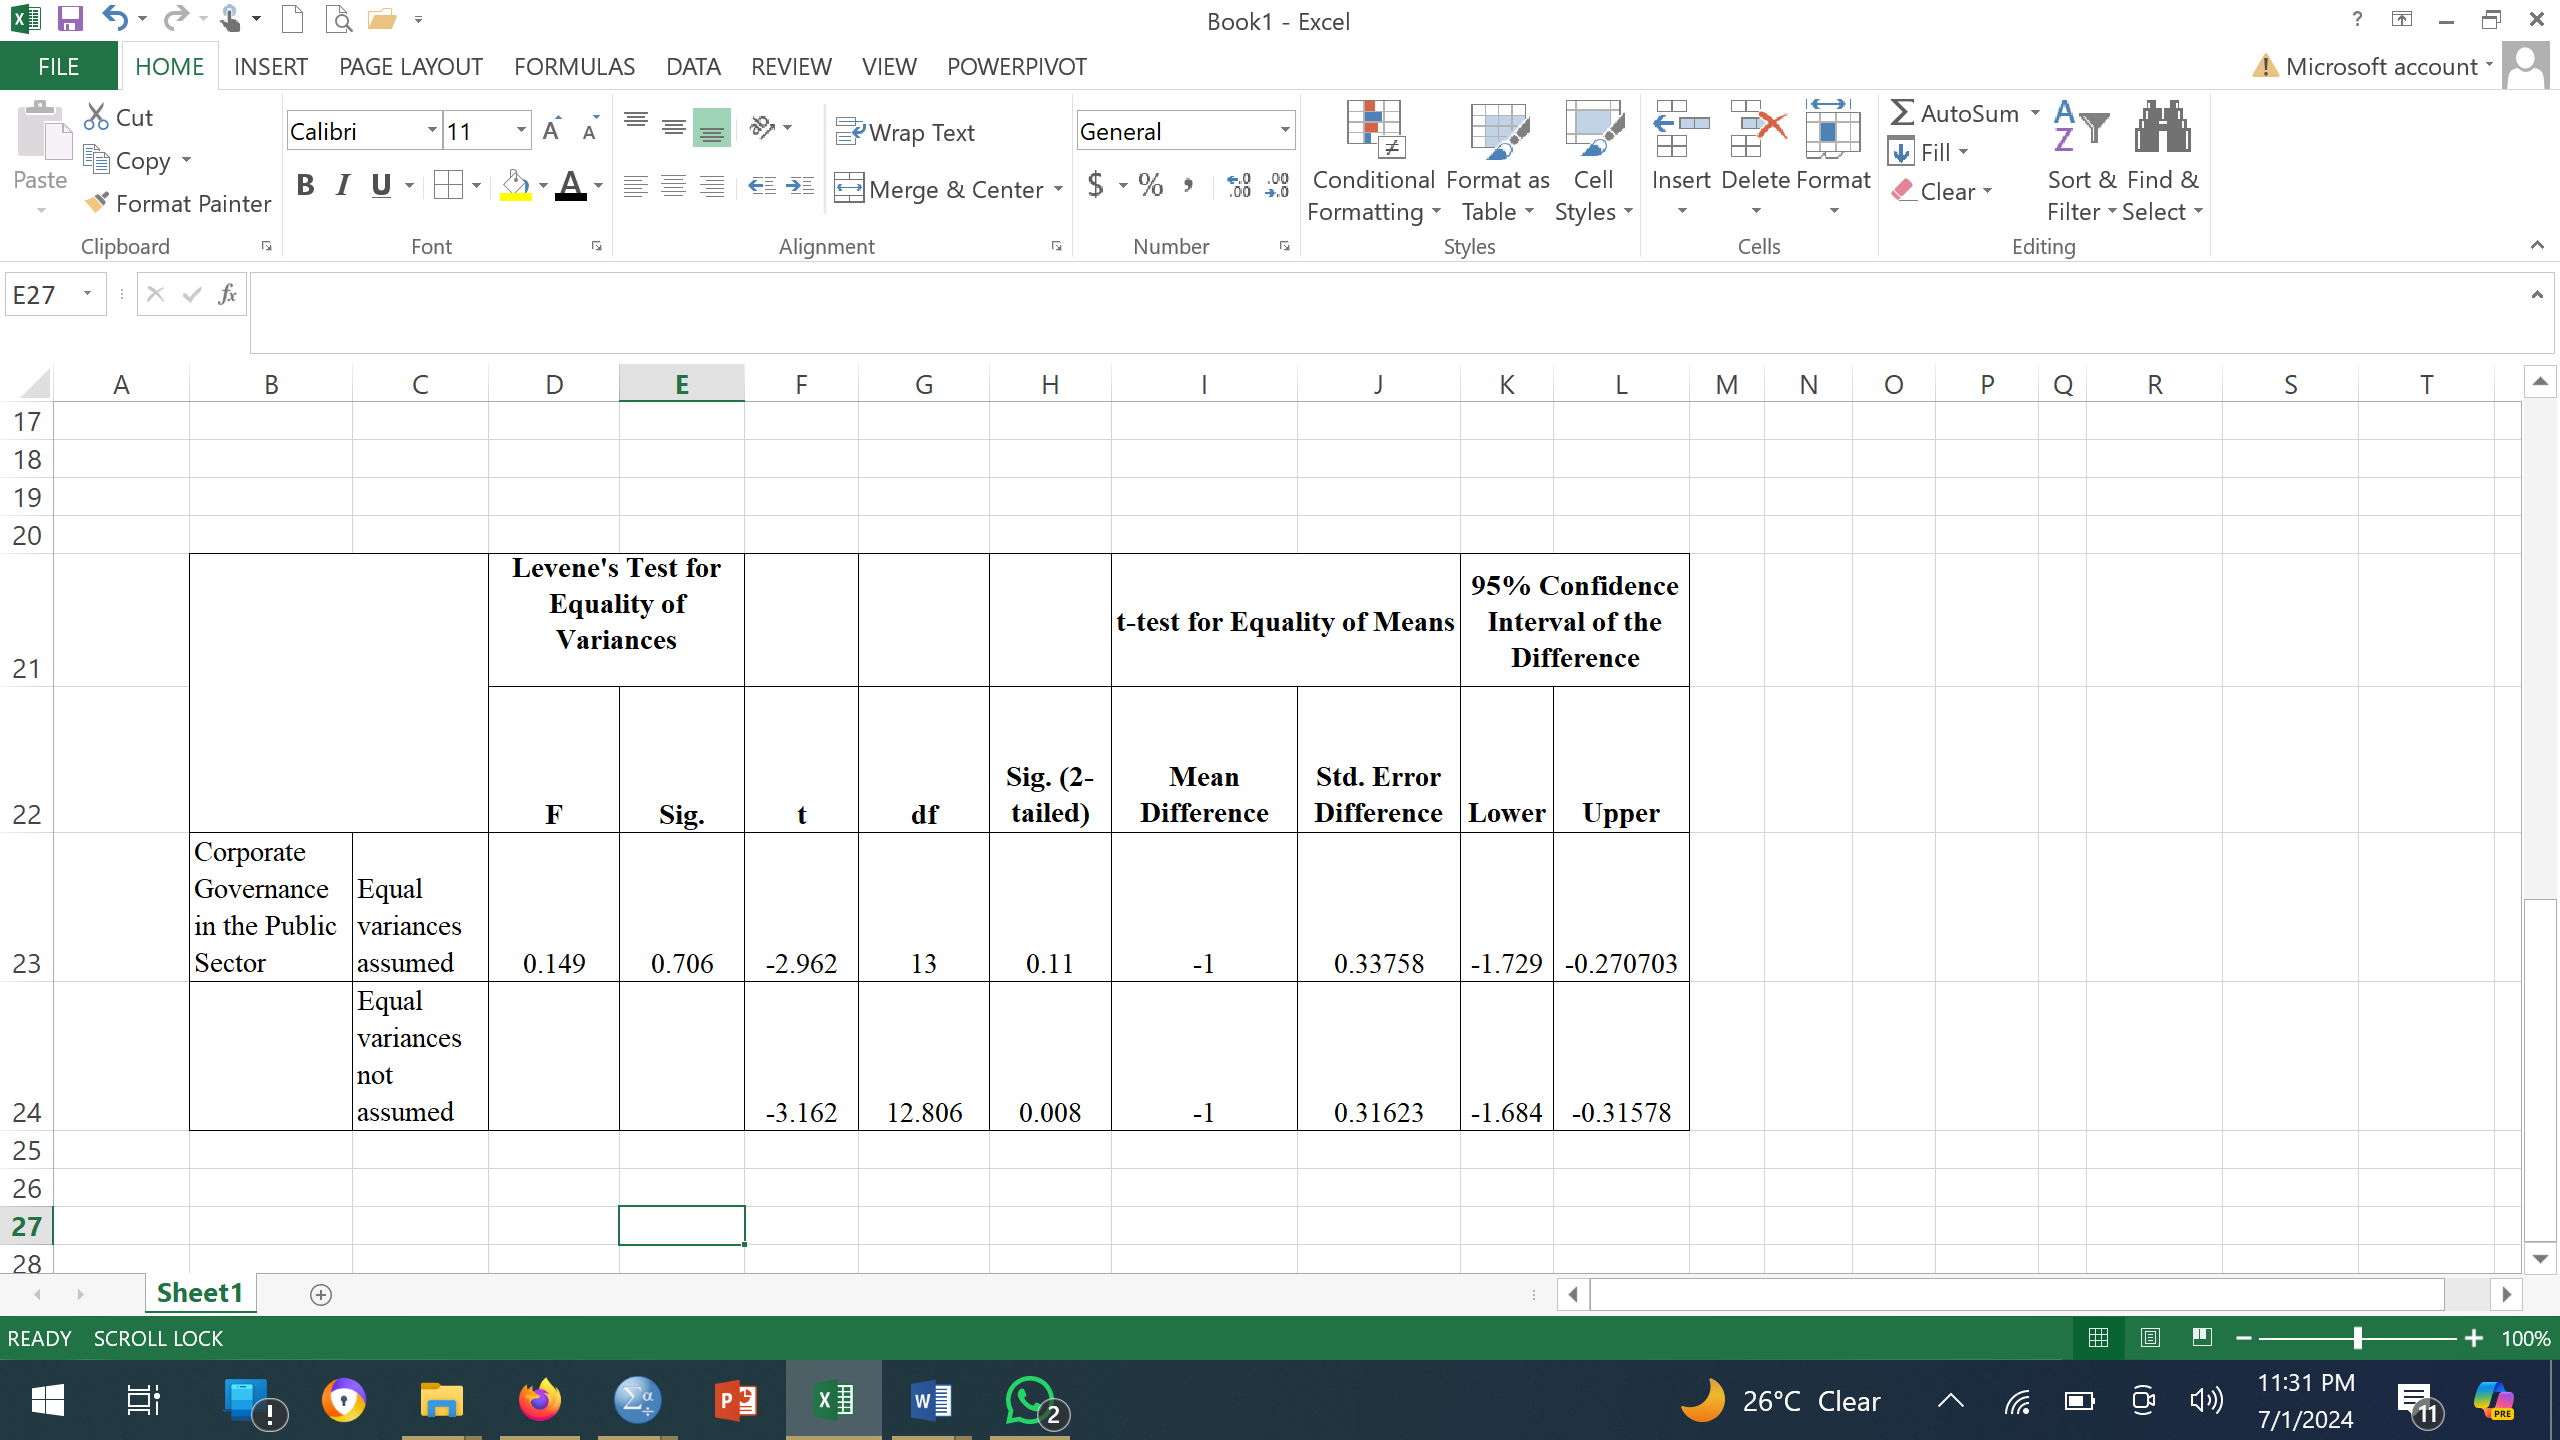 Book1 - Excel
FILE HOME INSERT PAGE LAYOUT FORMULAS DATA REVIEW VIEW POWERPIVOT
Microsoft account
Cut
Copy
Format Painter
Paste
Clipboard
Calibri 11
B I U
Font
Wrap Text
Merge & Center
Alignment
General
$ % ,
Number
Conditional Formatting
Format as Table
Cell Styles
Styles
Insert Delete Format
Cells
AutoSum
Fill
Clear
Sort & Filter
Find & Select
Editing
E27
fx
A B C D E F G H I J K L M N O P Q R S T
17
18
19
20
21
Levene's Test for
Equality of
Variances
t-test for Equality of Means
95% Confidence
Interval of the
Difference
22
F Sig. t df
Sig. (2-
tailed)
Mean
Difference
Std. Error
Difference
Lower Upper
23
Corporate
Governance
in the Public
Sector
Equal
variances
assumed
0.149 0.706 -2.962 13 0.11 -1 0.33758 -1.729 -0.270703
24
Equal
variances
not
assumed
-3.162 12.806 0.008 -1 0.31623 -1.684 -0.31578
25
26
27
28
Sheet1
READY SCROLL LOCK
100%
2
26°C Clear
11:31 PM
7/1/2024
11
PRE